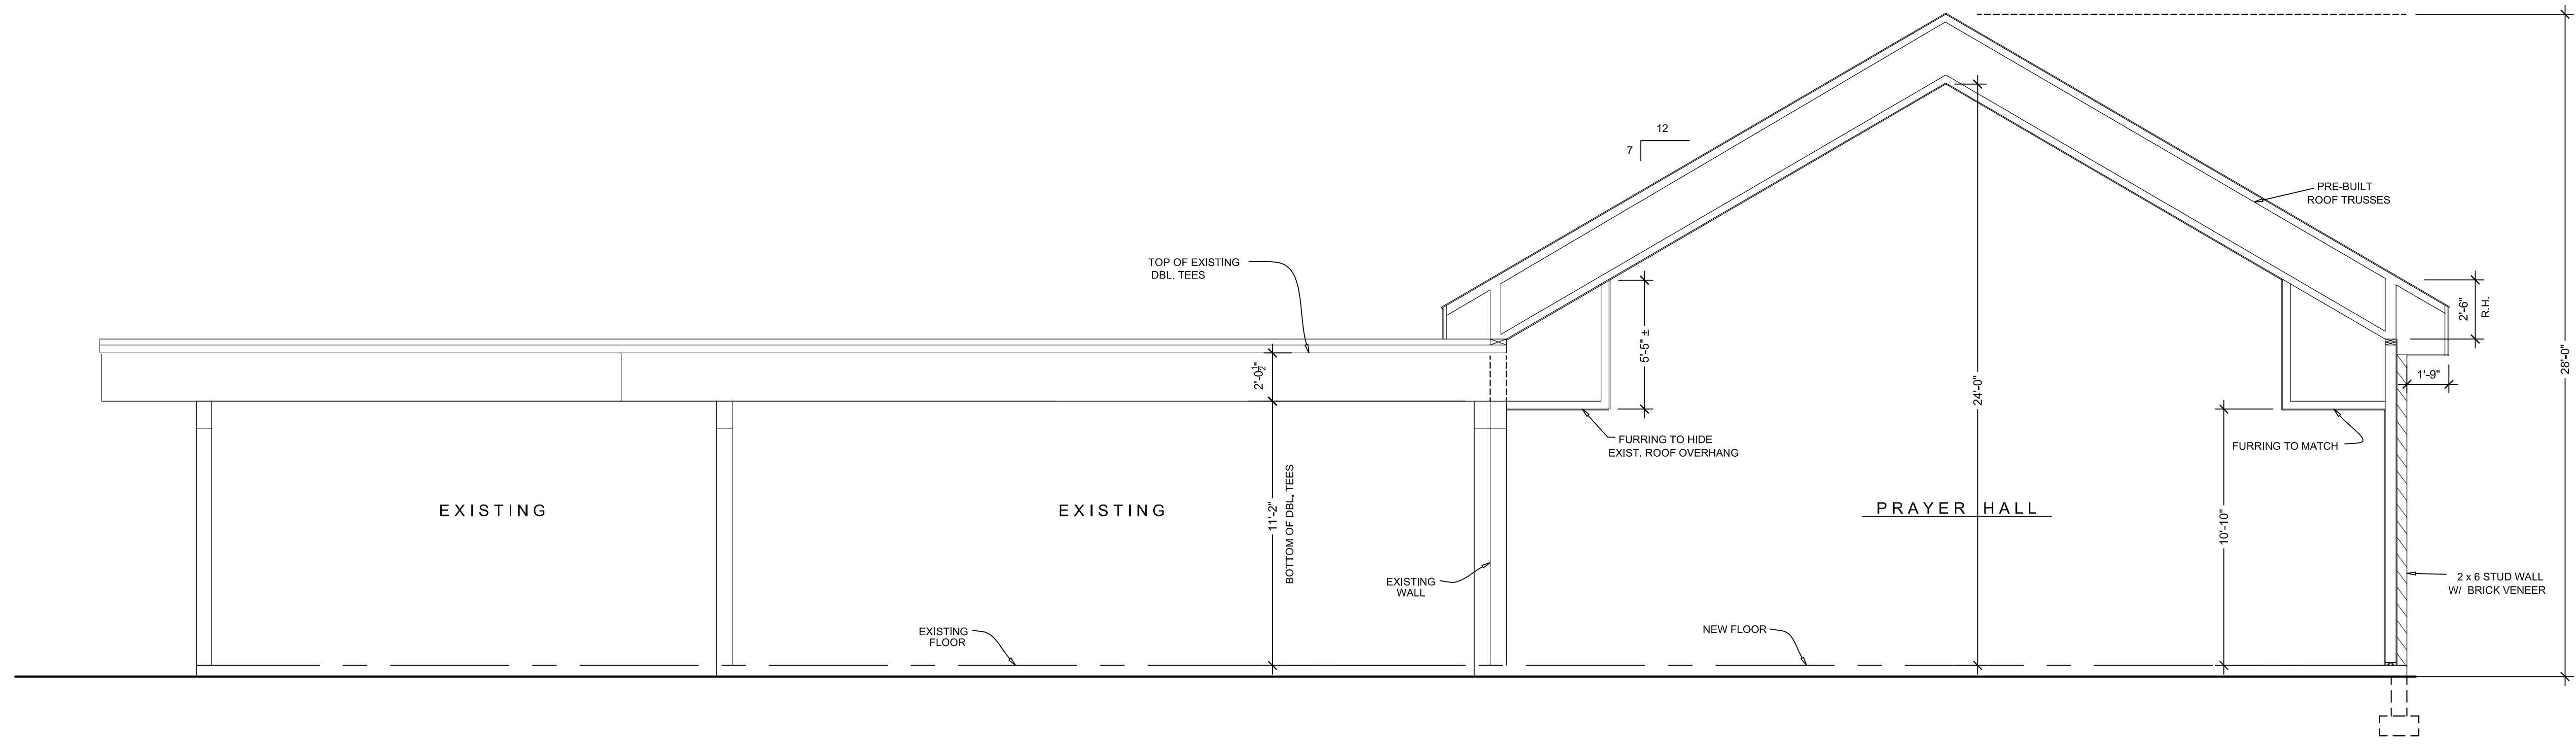 12
7
PRE-BUILT
ROOF TRUSSES
TOP OF EXISTING
DBL. TEES
2'-6"
R.H.
28'-0"
5'-5" ±
2'-0½"
1'-9"
24'-0"
FURRING TO HIDE
EXIST. ROOF OVERHANG
FURRING TO MATCH
EXISTING
EXISTING
11'-2"
BOTTOM OF DBL. TEES
PRAYER HALL
10'-10"
EXISTING
WALL
2 x 6 STUD WALL
W/ BRICK VENEER
EXISTING
FLOOR
NEW FLOOR